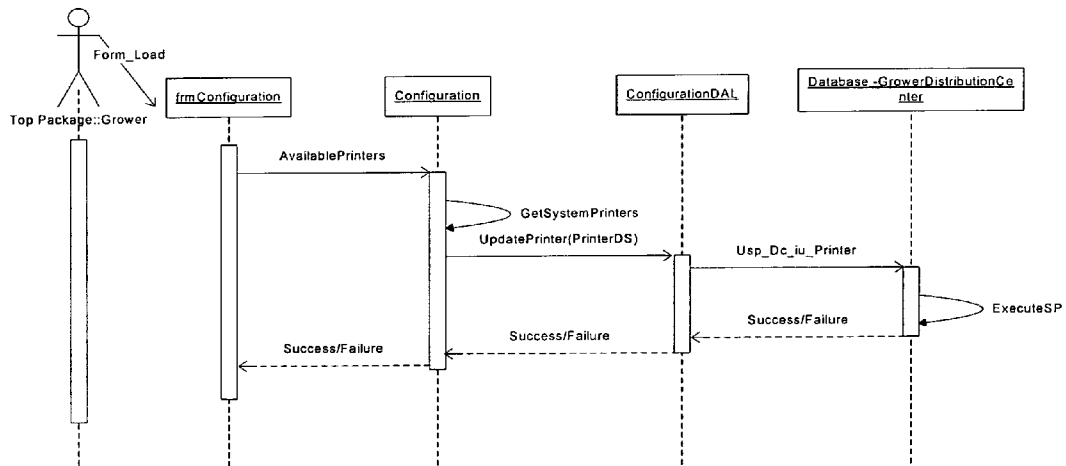 Form_Load
Top Package::Grower
frmConfiguration
Configuration
ConfigurationDAL
Database -GrowerDistributionCe
nter
AvailablePrinters
GetSystemPrinters
UpdatePrinter(PrinterDS)
Usp_Dc_iu_Printer
ExecuteSP
Success/Failure
Success/Failure
Success/Failure